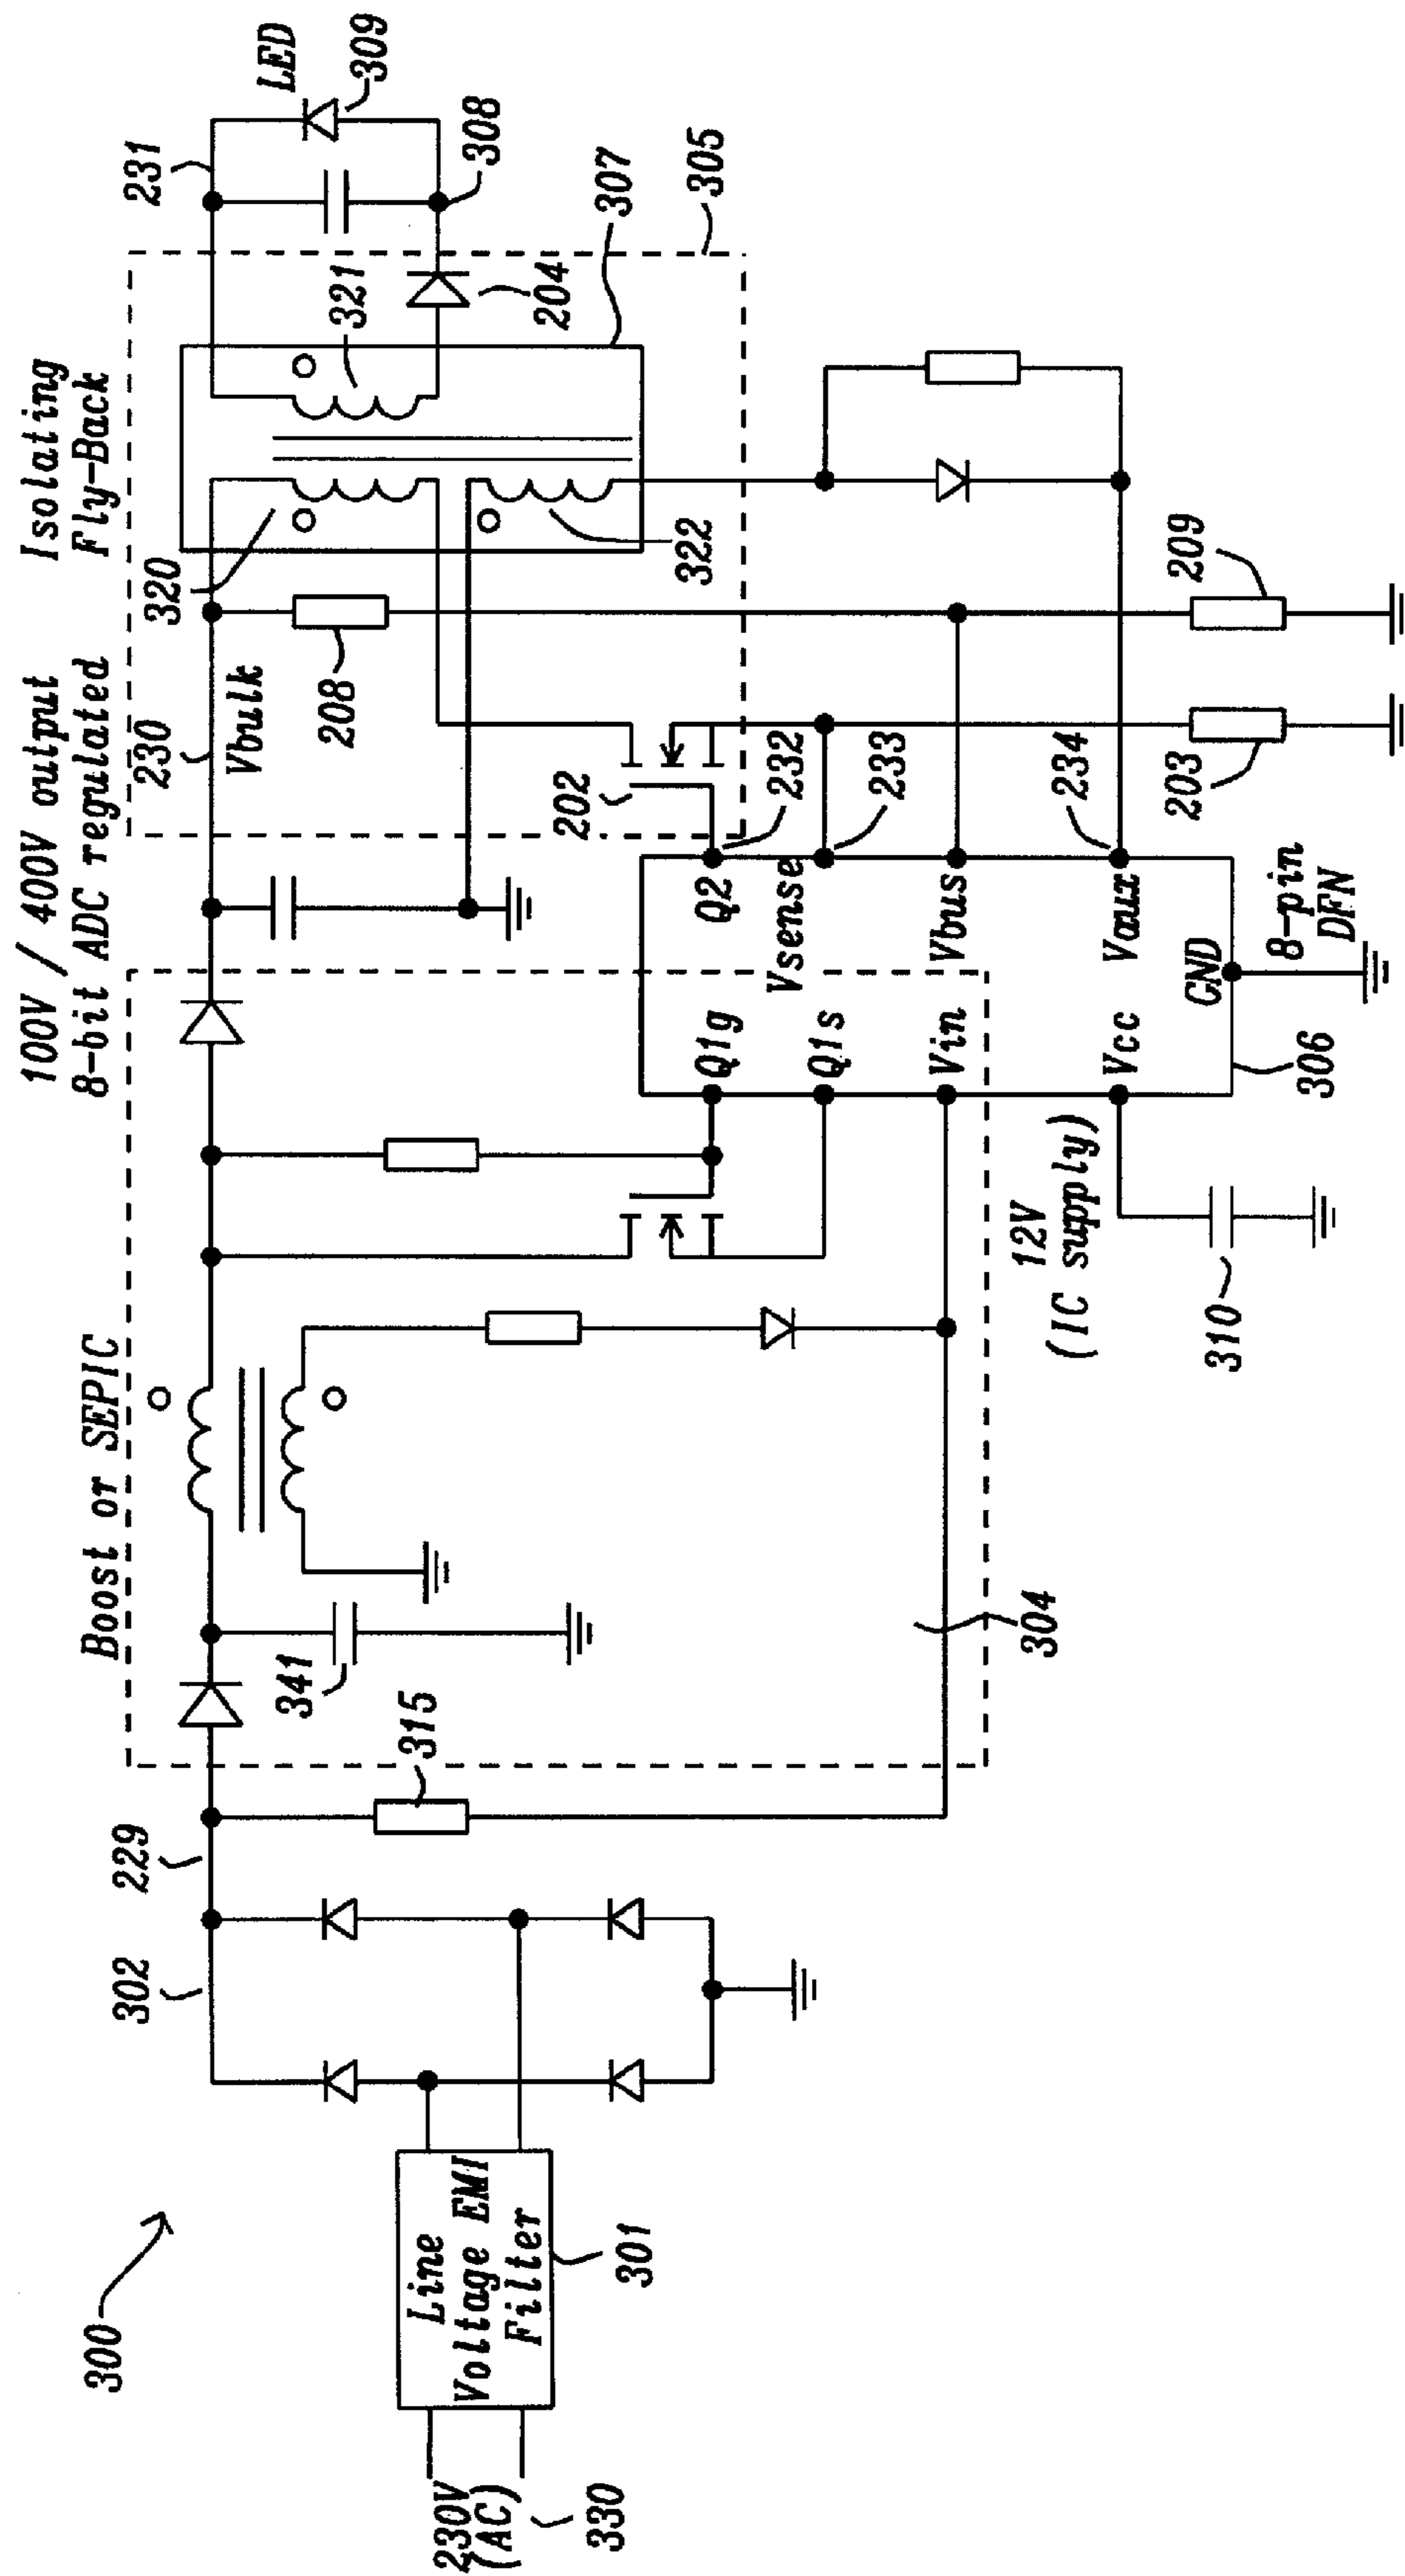 300
230V
(AC)
330
Line
Voltage EMI
Filter
301
302
229
315
Boost or SEPIC
341
304
100V / 400V output
8-bit ADC regulated
230
Vbulk
Isolating
Fly-Back
320
208
202
321
322
204
307
305
231
LED
309
308
Q1g
Q1s
Vin
Vcc
GND
Q2
Vsense
Vbus
Vaux
232
233
234
12V
(IC supply)
310
306
8-pin
DFN
203
209